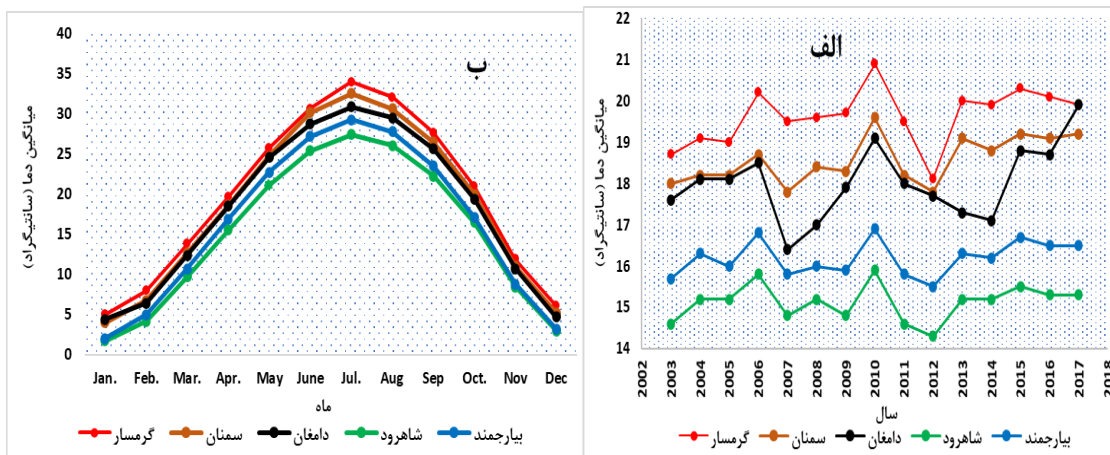 ب
میانگین دما (سانتیگراد)
40
35
30
25
20
15
10
5
0
Jan. Feb. Mar. Apr. May June Jul. Aug Sep Oct. Nov Dec
ماه
گرمسار سمنان دامغان شاهرود بیارجمند
الف
میانگین دما (سانتیگراد)
22
21
20
19
18
17
16
15
14
2002 2003 2004 2005 2006 2007 2008 2009 2010 2011 2012 2013 2014 2015 2016 2017 2018
سال
گرمسار سمنان دامغان شاهرود بیارجمند